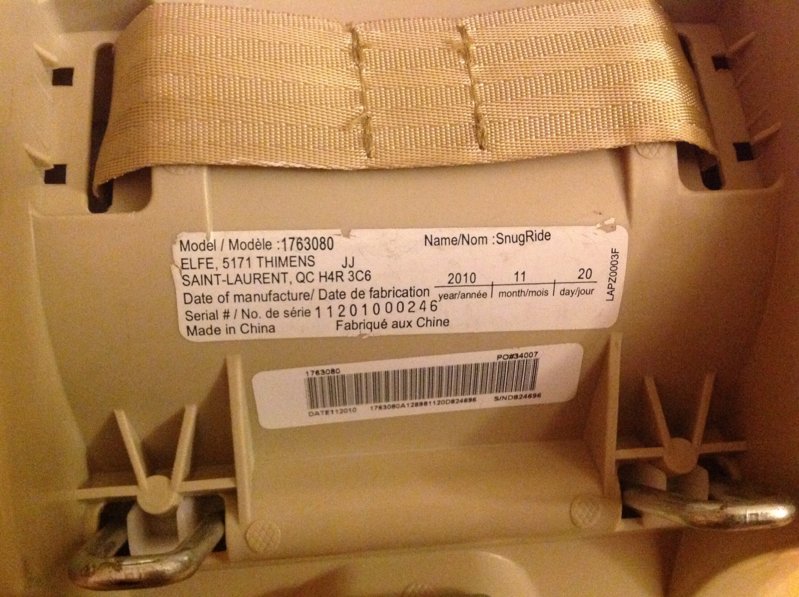 Model / Modèle :1763080 Name/Nom :SnugRide
ELFE, 5171 THIMENS JJ
SAINT-LAURENT, QC H4R 3C6
Date of manufacture/ Date de fabrication 2010 11 20
year/année month/mois day/jour
Serial # / No. de série 11201000246
Made in China Fabriqué aux Chine
LAPZ0003F
1763080 PO#34007
DATE112010 1763080A128881120D824696 S/ND824696